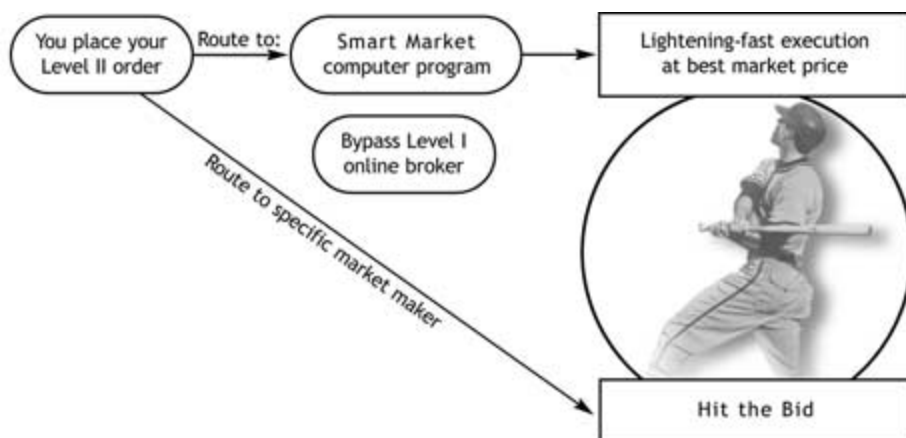 You place your
Level II order
Route to:
Smart Market
computer program
Lightening-fast execution
at best market price
Bypass Level I
online broker
Route to specific market maker
Hit the Bid